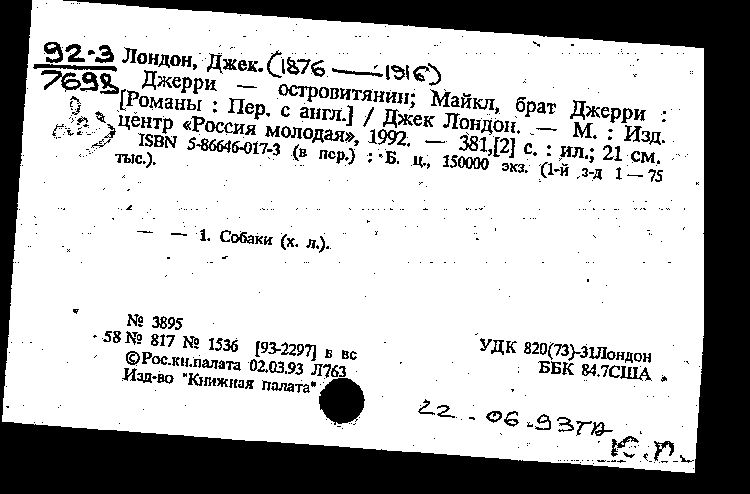 92-3
7698
Лондон, Джек. (1876 — 1916)
Джерри — островитянин; Майкл, брат Джерри :
[Романы : Пер. с англ.] / Джек Лондон. — М. : Изд.
центр «Россия молодая», 1992. — 381,[2] с. : ил.; 21 см.
ISBN 5-86646-017-3 (в пер.) : Б. ц., 150000 экз. (1-й з-д 1 — 75
тыс.).
— — 1. Собаки (х. л.).
№ 3895
58 № 817 № 1536 [93-2297] в вс
©Рос.кн.палата 02.03.93 Л763
Изд-во "Книжная палата"
УДК 820(73)-31Лондон
ББК 84.7США
22.06.93
Ю.П.